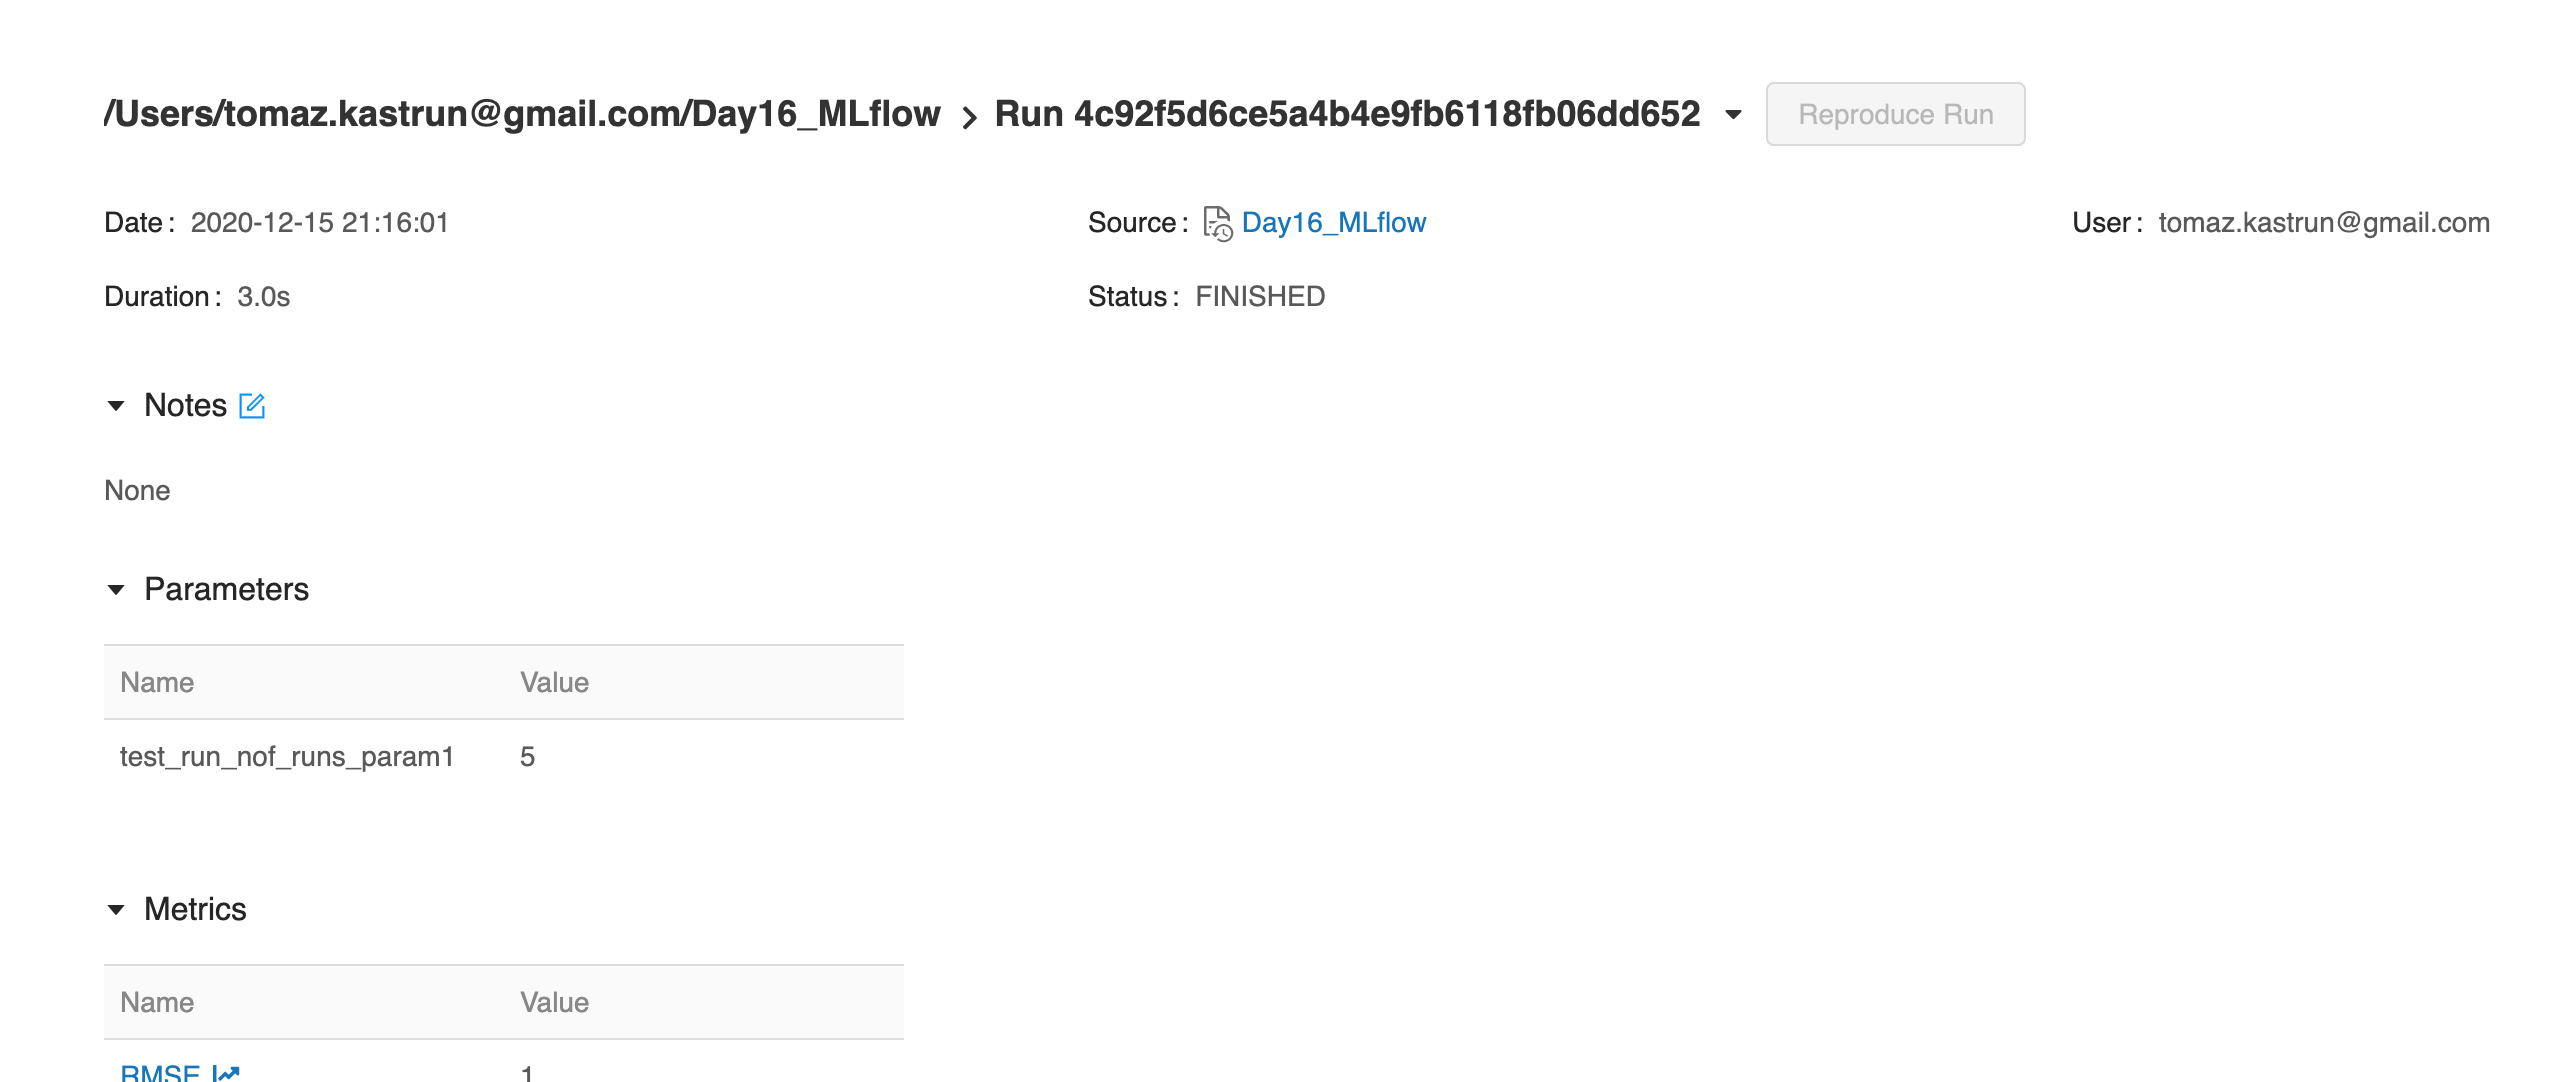 /Users/tomaz.kastrun@gmail.com/Day16_MLflow > Run 4c92f5d6ce5a4b4e9fb6118fb06dd652 Reproduce Run
Date: 2020-12-15 21:16:01 Source: Day16_MLflow User: tomaz.kastrun@gmail.com
Duration: 3.0s Status: FINISHED
Notes
None
Parameters
Name Value
test_run_nof_runs_param1 5
Metrics
Name Value
RMSE 1